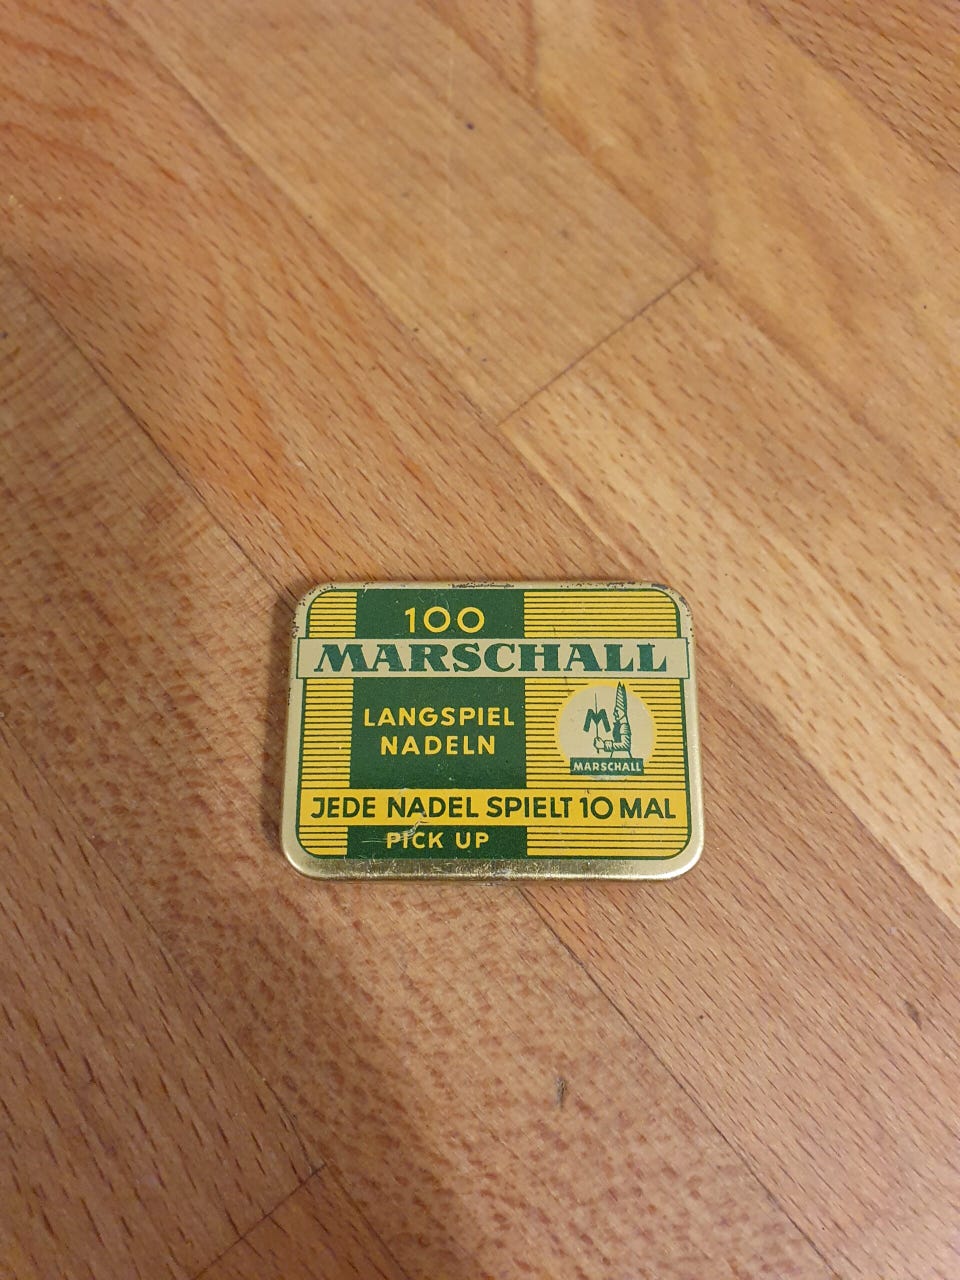 100
MARSCHALL
LANGSPIEL
NADELN
M
MARSCHALL
JEDE NADEL SPIELT 10 MAL
PICK UP